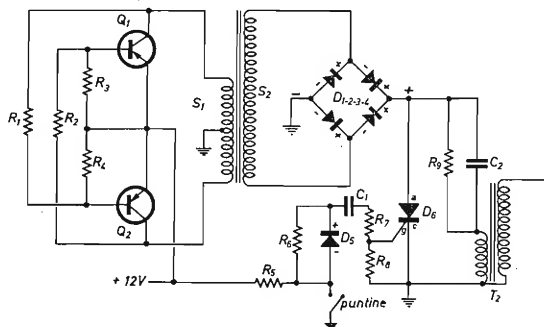 Q1
R3
R1
R2
R4
Q2
S1
S2
D1-2-3-4
−
+
R9
C2
C1
R7
a
D6
g
c
R6
+
D5
−
R8
T2
+ 12V
R5
puntine